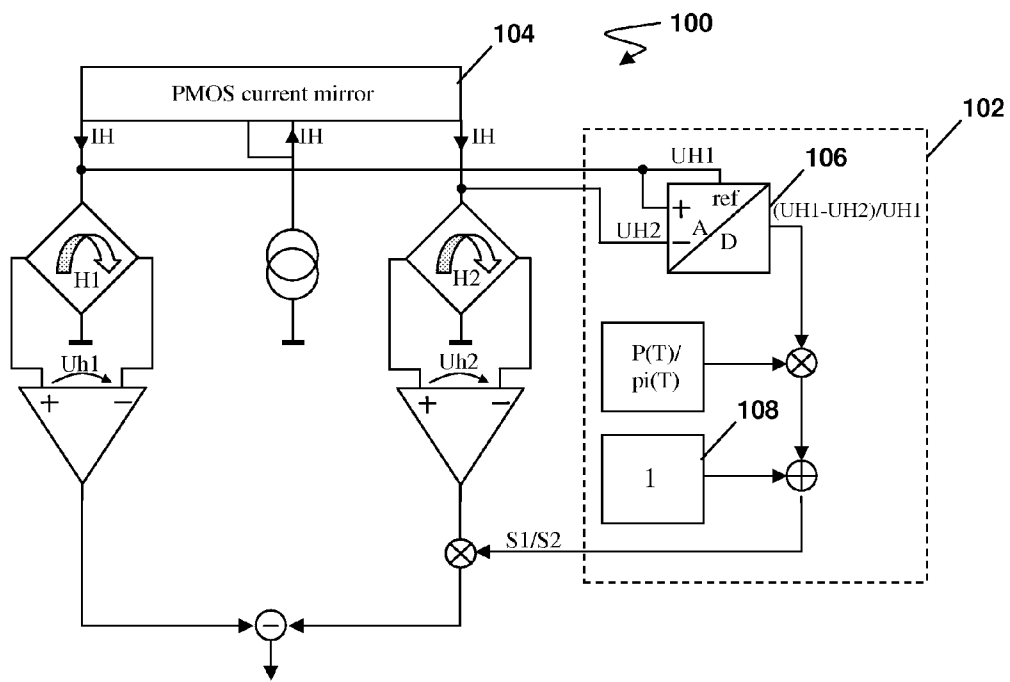 100
104
PMOS current mirror
102
IH
IH
IH
UH1
106
ref
+
(UH1-UH2)/UH1
UH2
−
A
D
H1
H2
P(T)/
pi(T)
Uh1
Uh2
+
−
+
−
108
1
S1/S2
−